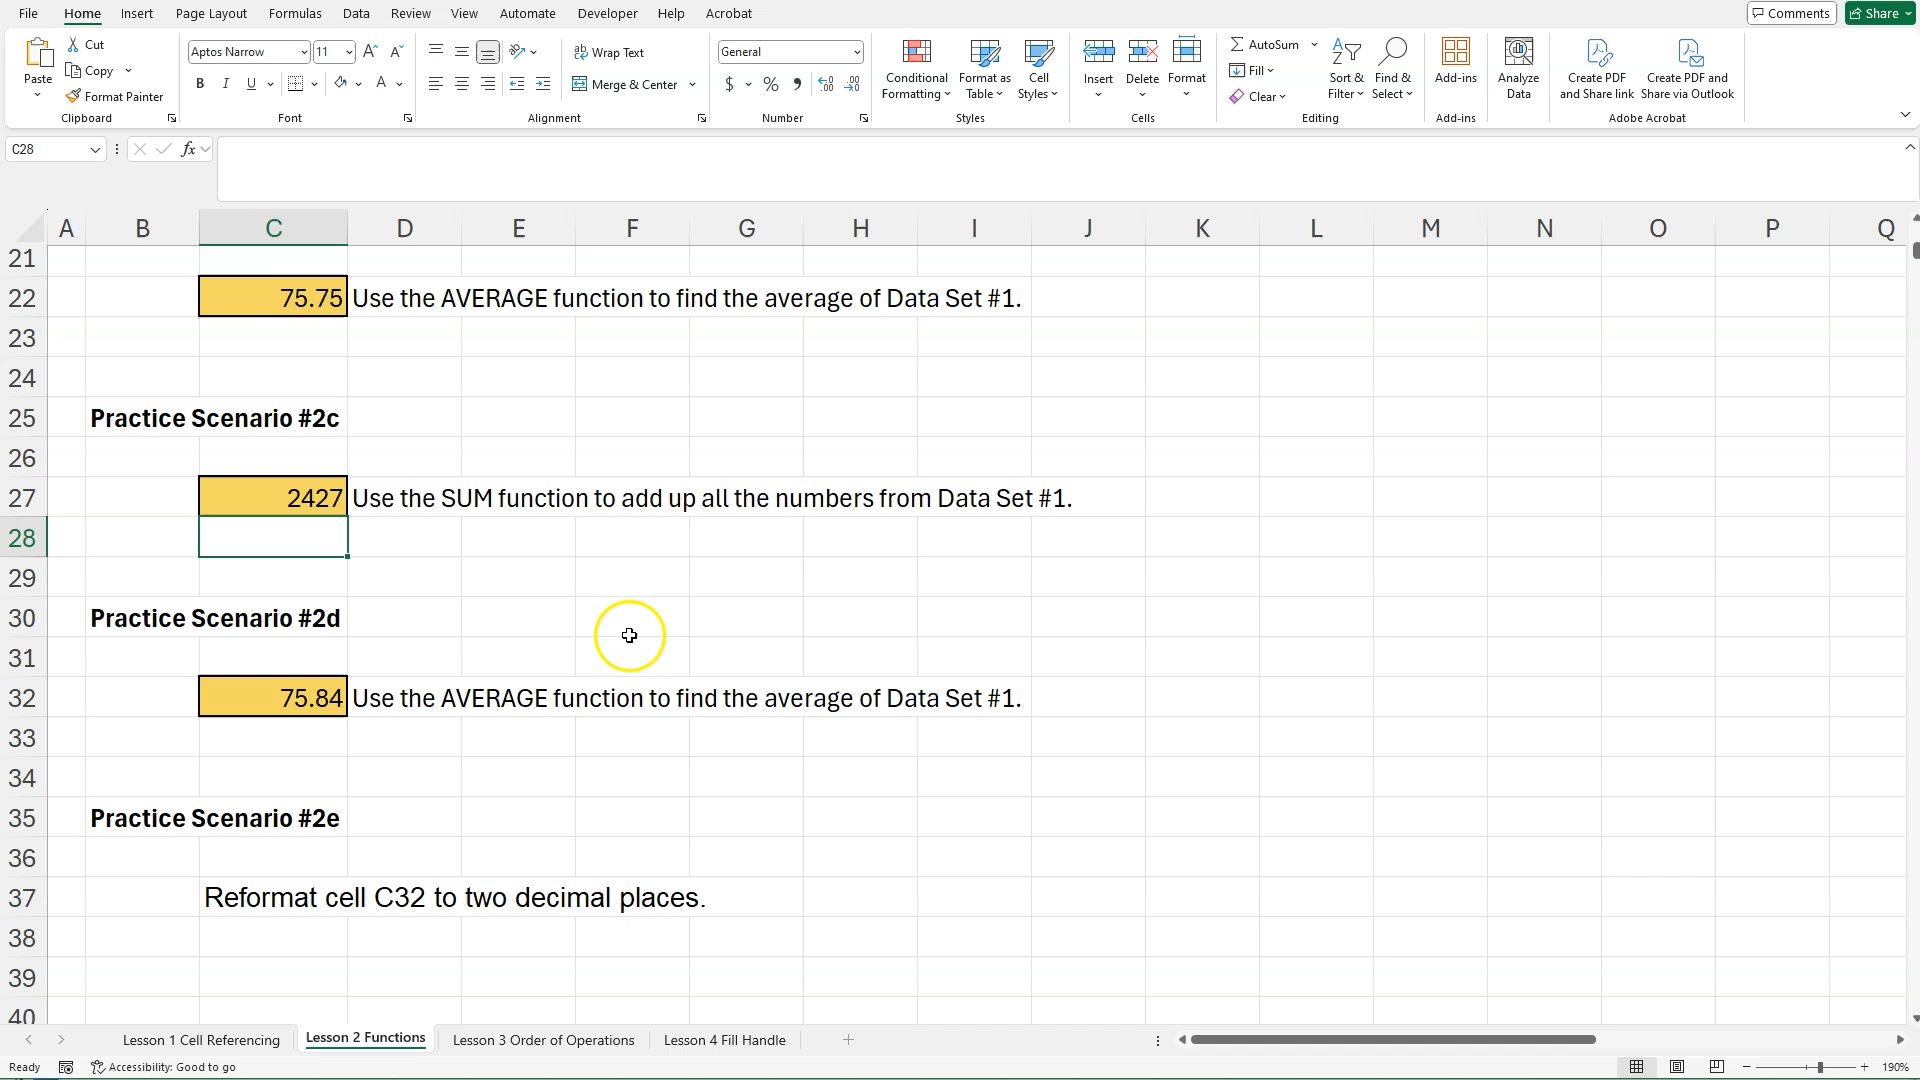 File Home Insert Page Layout Formulas Data Review View Automate Developer Help Acrobat Comments Share
Paste Cut Copy Format Painter Clipboard
Aptos Narrow 11 B I U A Font
ab Wrap Text Merge & Center Alignment
General $ % Number
Conditional Formatting Format as Table Cell Styles Styles
Insert Delete Format Cells
AutoSum Fill Clear Sort & Filter Find & Select Editing
Add-ins Add-ins
Analyze Data
Create PDF and Share link Create PDF and Share via Outlook Adobe Acrobat
C28 fx
A B C D E F G H I J K L M N O P Q
21
22 75.75 Use the AVERAGE function to find the average of Data Set #1.
23
24
25 Practice Scenario #2c
26
27 2427 Use the SUM function to add up all the numbers from Data Set #1.
28
29
30 Practice Scenario #2d
31
32 75.84 Use the AVERAGE function to find the average of Data Set #1.
33
34
35 Practice Scenario #2e
36
37 Reformat cell C32 to two decimal places.
38
39
40
Lesson 1 Cell Referencing Lesson 2 Functions Lesson 3 Order of Operations Lesson 4 Fill Handle
Ready Accessibility: Good to go 190%